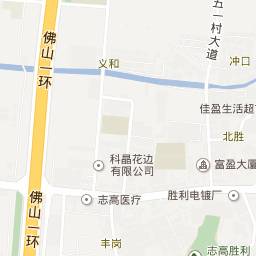 佛山一环
义和
五一村大道
冲口
佳盈生活超市
北胜
科晶花边
有限公司
富盈大厦
佛山一环
志高医疗
胜利电镀厂
丰岗
志高胜利